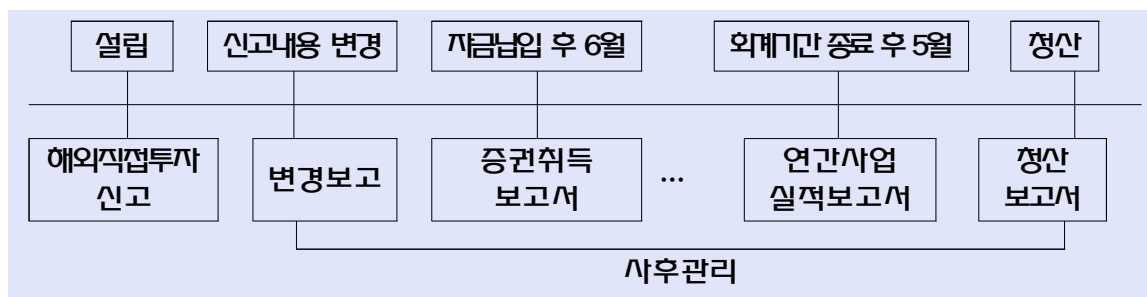 설립
신고내용 변경
자금납입 후 6월
회계기간 종료 후 5월
청산
해외직접투자
신고
변경보고
증권취득
보고서
...
연간사업
실적보고서
청산
보고서
사후관리